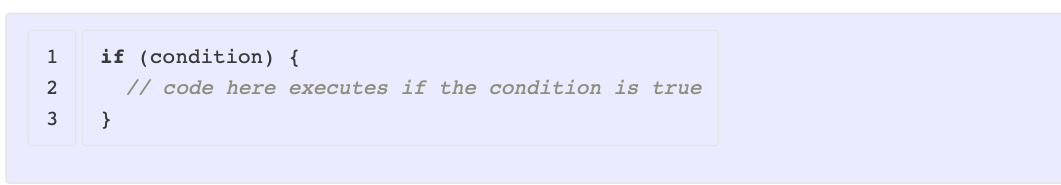 1 if (condition) {
2   // code here executes if the condition is true
3 }